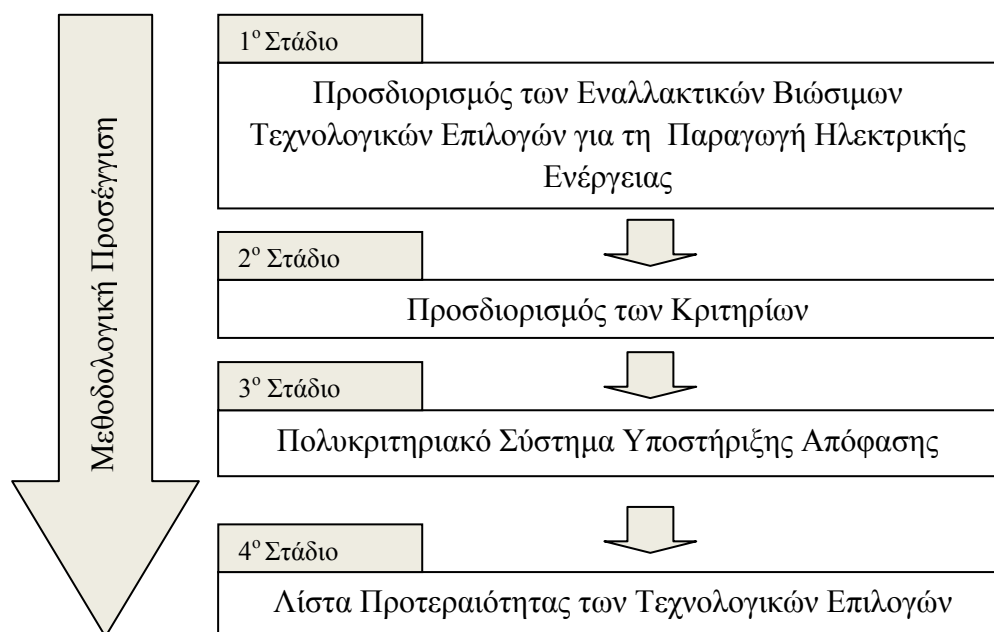 Μεθοδολογική Προσέγγιση
1ο Στάδιο
Προσδιορισμός των Εναλλακτικών Βιώσιμων
Τεχνολογικών Επιλογών για τη Παραγωγή Ηλεκτρικής
Ενέργειας
2ο Στάδιο
Προσδιορισμός των Κριτηρίων
3ο Στάδιο
Πολυκριτηριακό Σύστημα Υποστήριξης Απόφασης
4ο Στάδιο
Λίστα Προτεραιότητας των Τεχνολογικών Επιλογών